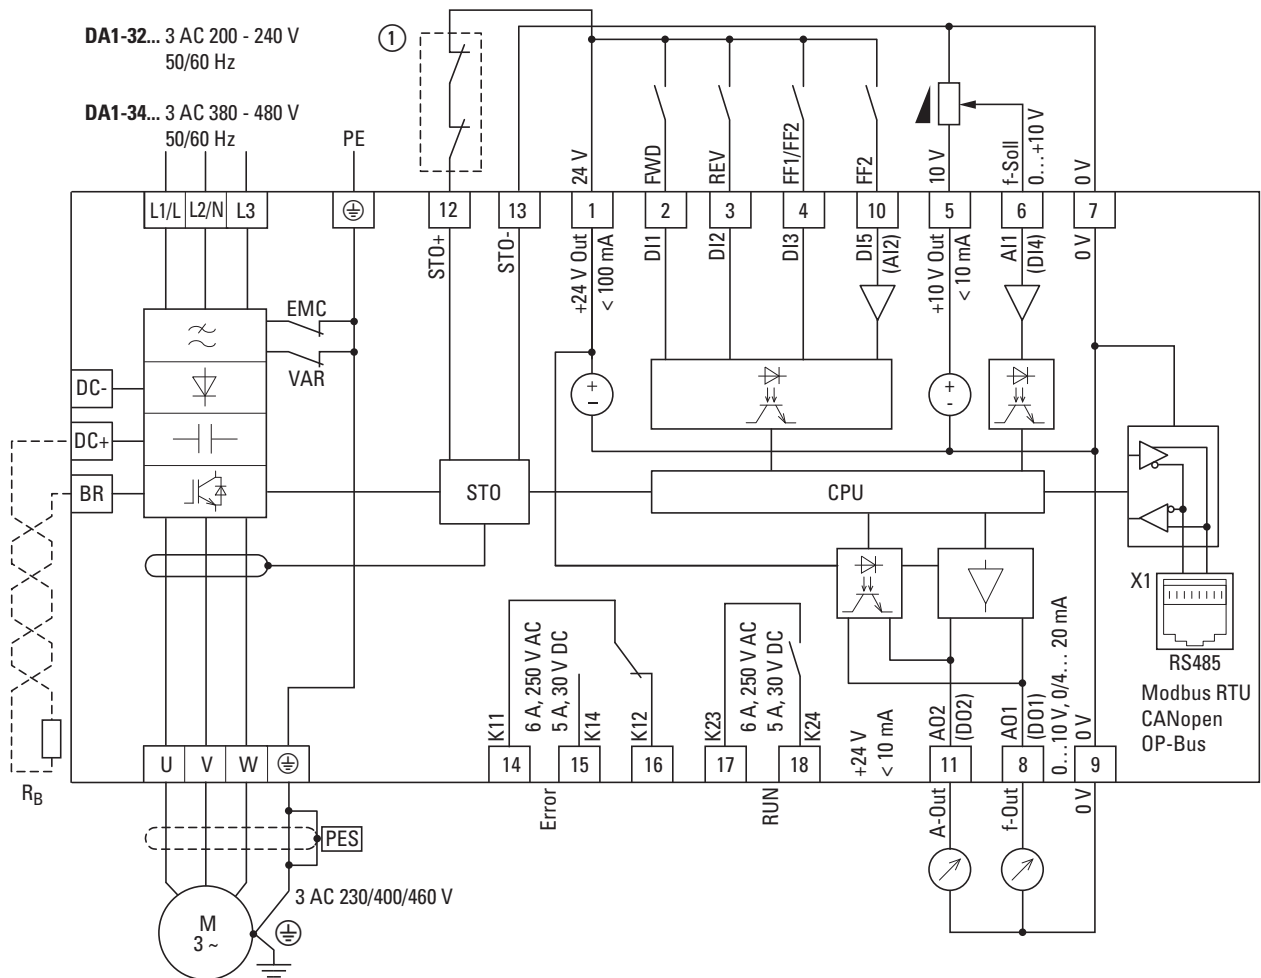 DA1-32... 3 AC 200 - 240 V
50/60 Hz
DA1-34... 3 AC 380 - 480 V
50/60 Hz
PE
1
24 V
FWD
REV
FF1/FF2
FF2
10 V
f-Soll
0...+10 V
0 V
L1/L
L2/N
L3
12
13
1
2
3
4
10
5
6
7
STO+
STO-
+24 V Out
< 100 mA
DI1
DI2
DI3
DI5
(AI2)
+10 V Out
< 10 mA
AI1
(DI4)
0 V
EMC
VAR
DC-
DC+
BR
+
–
+
-
STO
CPU
X1
RS485
Modbus RTU
CANopen
OP-Bus
K11
6 A, 250 V AC
5 A, 30 V DC
K14
K12
K23
6 A, 250 V AC
5 A, 30 V DC
K24
+24 V
< 10 mA
AO2
(DO2)
AO1
(DO1)
0...10 V, 0/4... 20 mA
0 V
U
V
W
14
15
16
17
18
11
8
9
RB
Error
RUN
A-Out
f-Out
0 V
PES
3 AC 230/400/460 V
M
3 ~